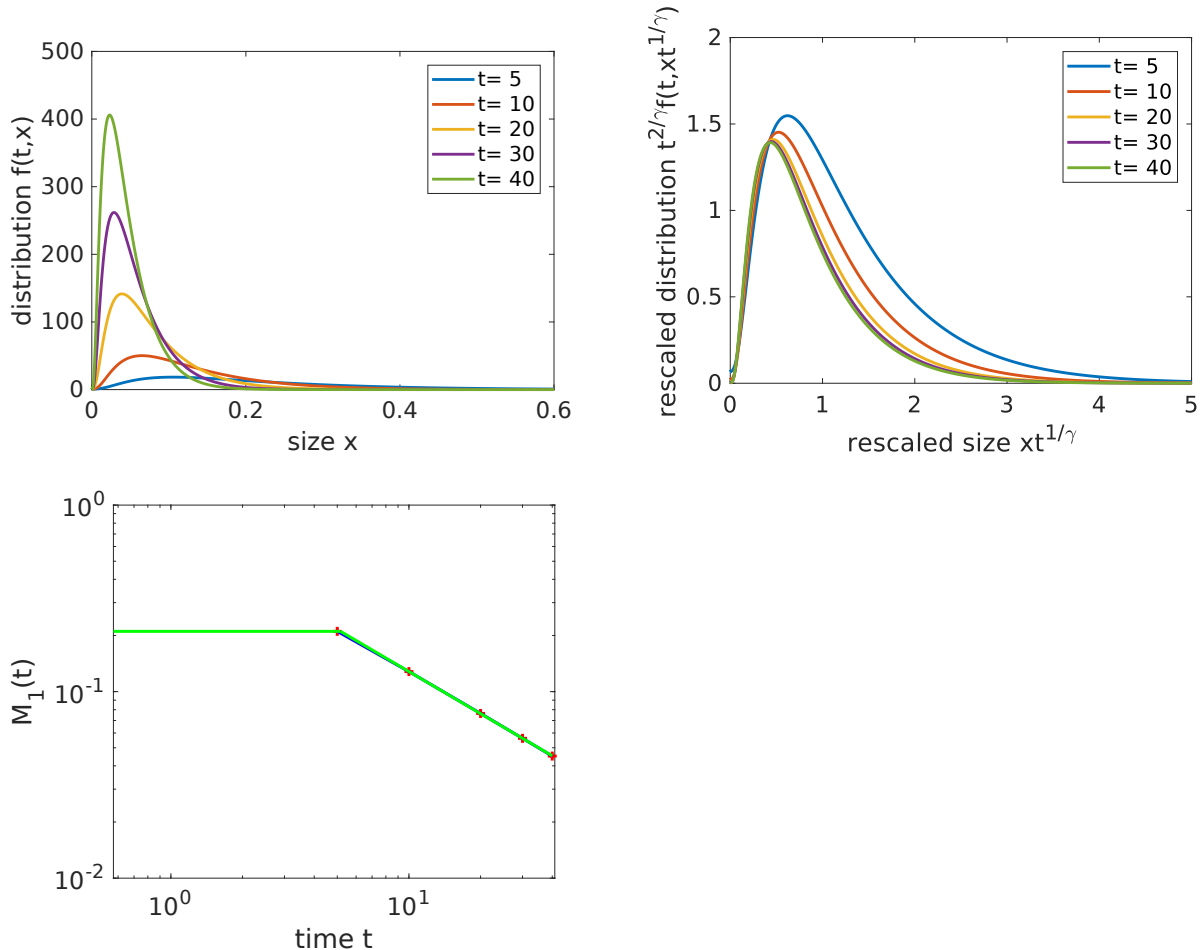 500
400
300
200
100
0
distribution f(t,x)
t= 5
t= 10
t= 20
t= 30
t= 40
0
0.2
0.4
0.6
size x
2
1.5
1
0.5
0
rescaled distribution t^{2/γ}f(t,xt^{1/γ})
t= 5
t= 10
t= 20
t= 30
t= 40
0
1
2
3
4
5
rescaled size xt^{1/γ}
10^0
10^{-1}
10^{-2}
M_1(t)
10^0
10^1
time t